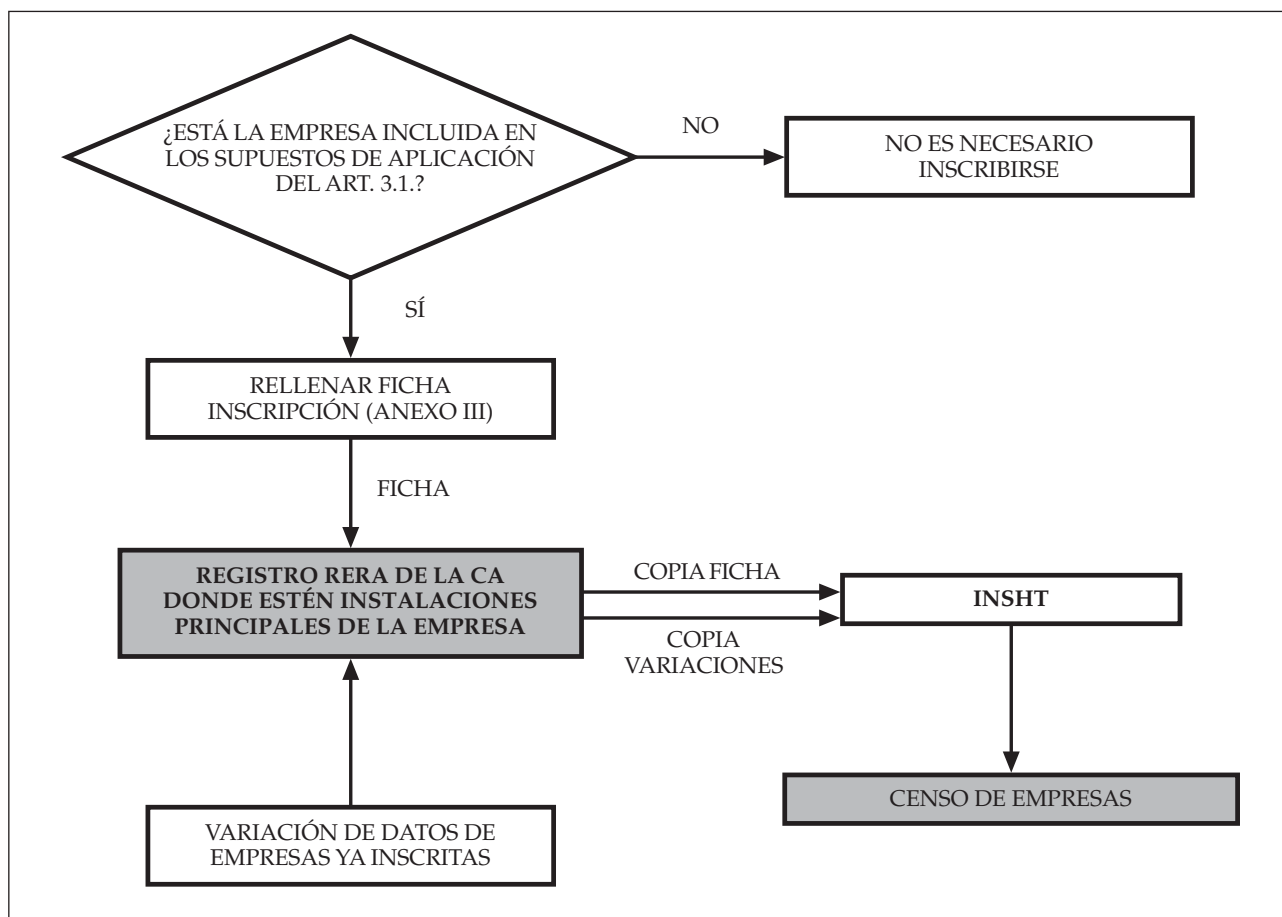 ¿ESTÁ LA EMPRESA INCLUIDA EN
LOS SUPUESTOS DE APLICACIÓN
DEL ART. 3.1.?
NO
NO ES NECESARIO
INSCRIBIRSE
SÍ
RELLENAR FICHA
INSCRIPCIÓN (ANEXO III)
FICHA
REGISTRO RERA DE LA CA
DONDE ESTÉN INSTALACIONES
PRINCIPALES DE LA EMPRESA
COPIA FICHA
COPIA
VARIACIONES
INSHT
CENSO DE EMPRESAS
VARIACIÓN DE DATOS DE
EMPRESAS YA INSCRITAS